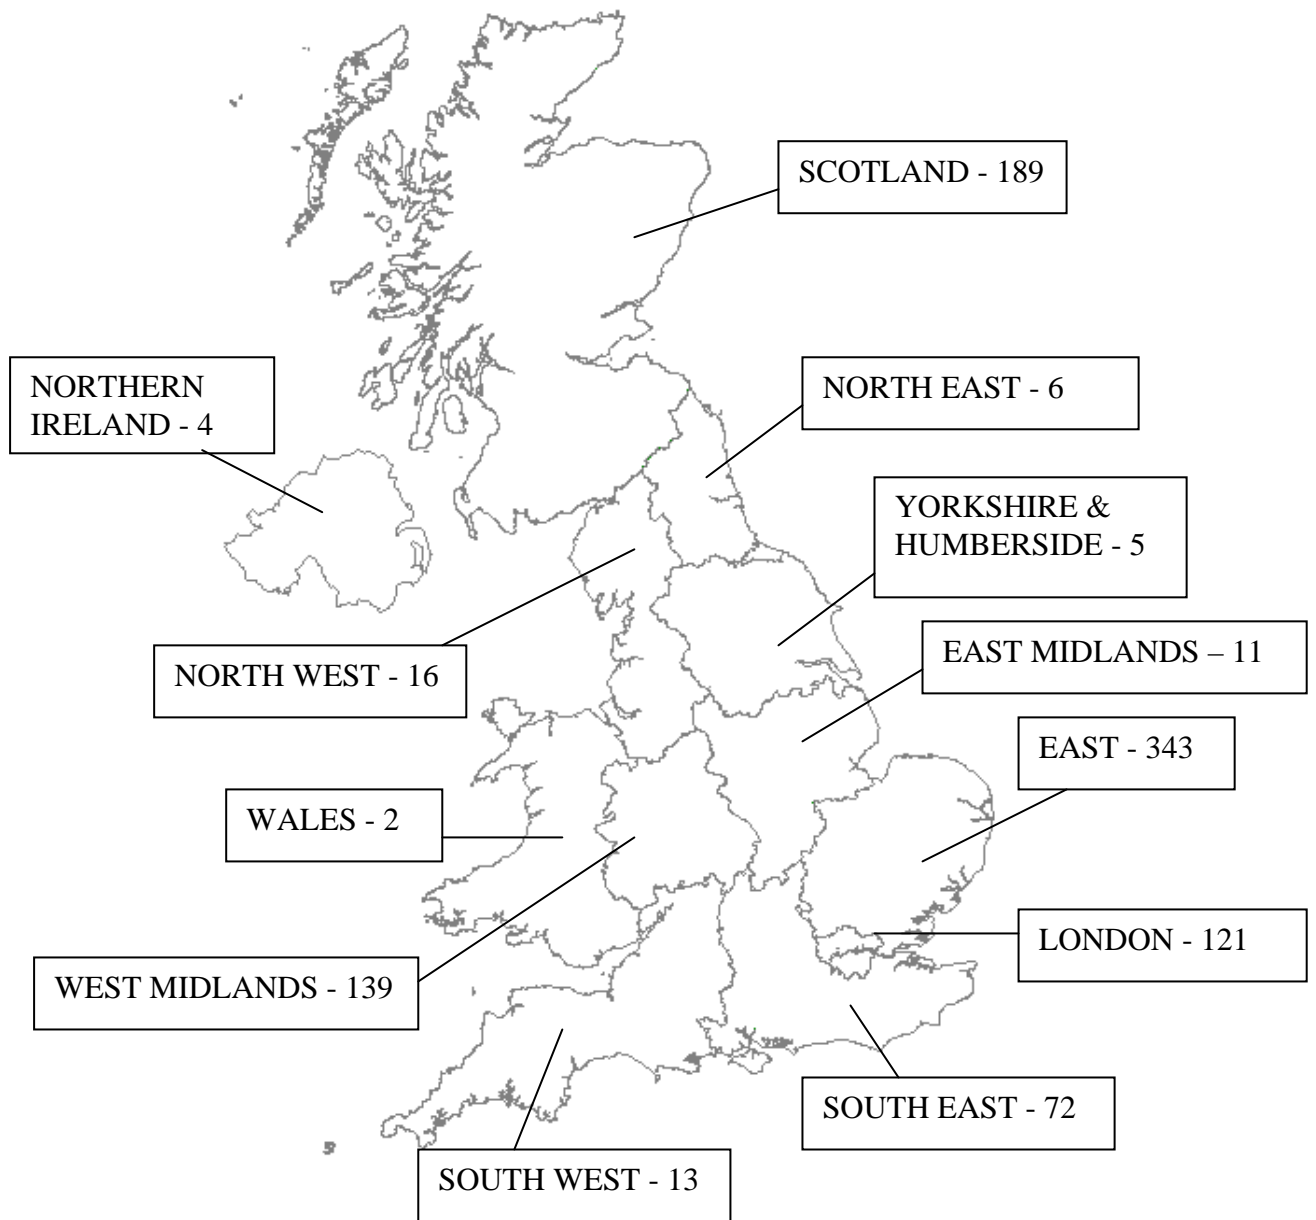 SCOTLAND - 189
NORTHERN
IRELAND - 4
NORTH EAST - 6
YORKSHIRE &
HUMBERSIDE - 5
NORTH WEST - 16
EAST MIDLANDS – 11
EAST - 343
WALES - 2
LONDON - 121
WEST MIDLANDS - 139
SOUTH EAST - 72
SOUTH WEST - 13